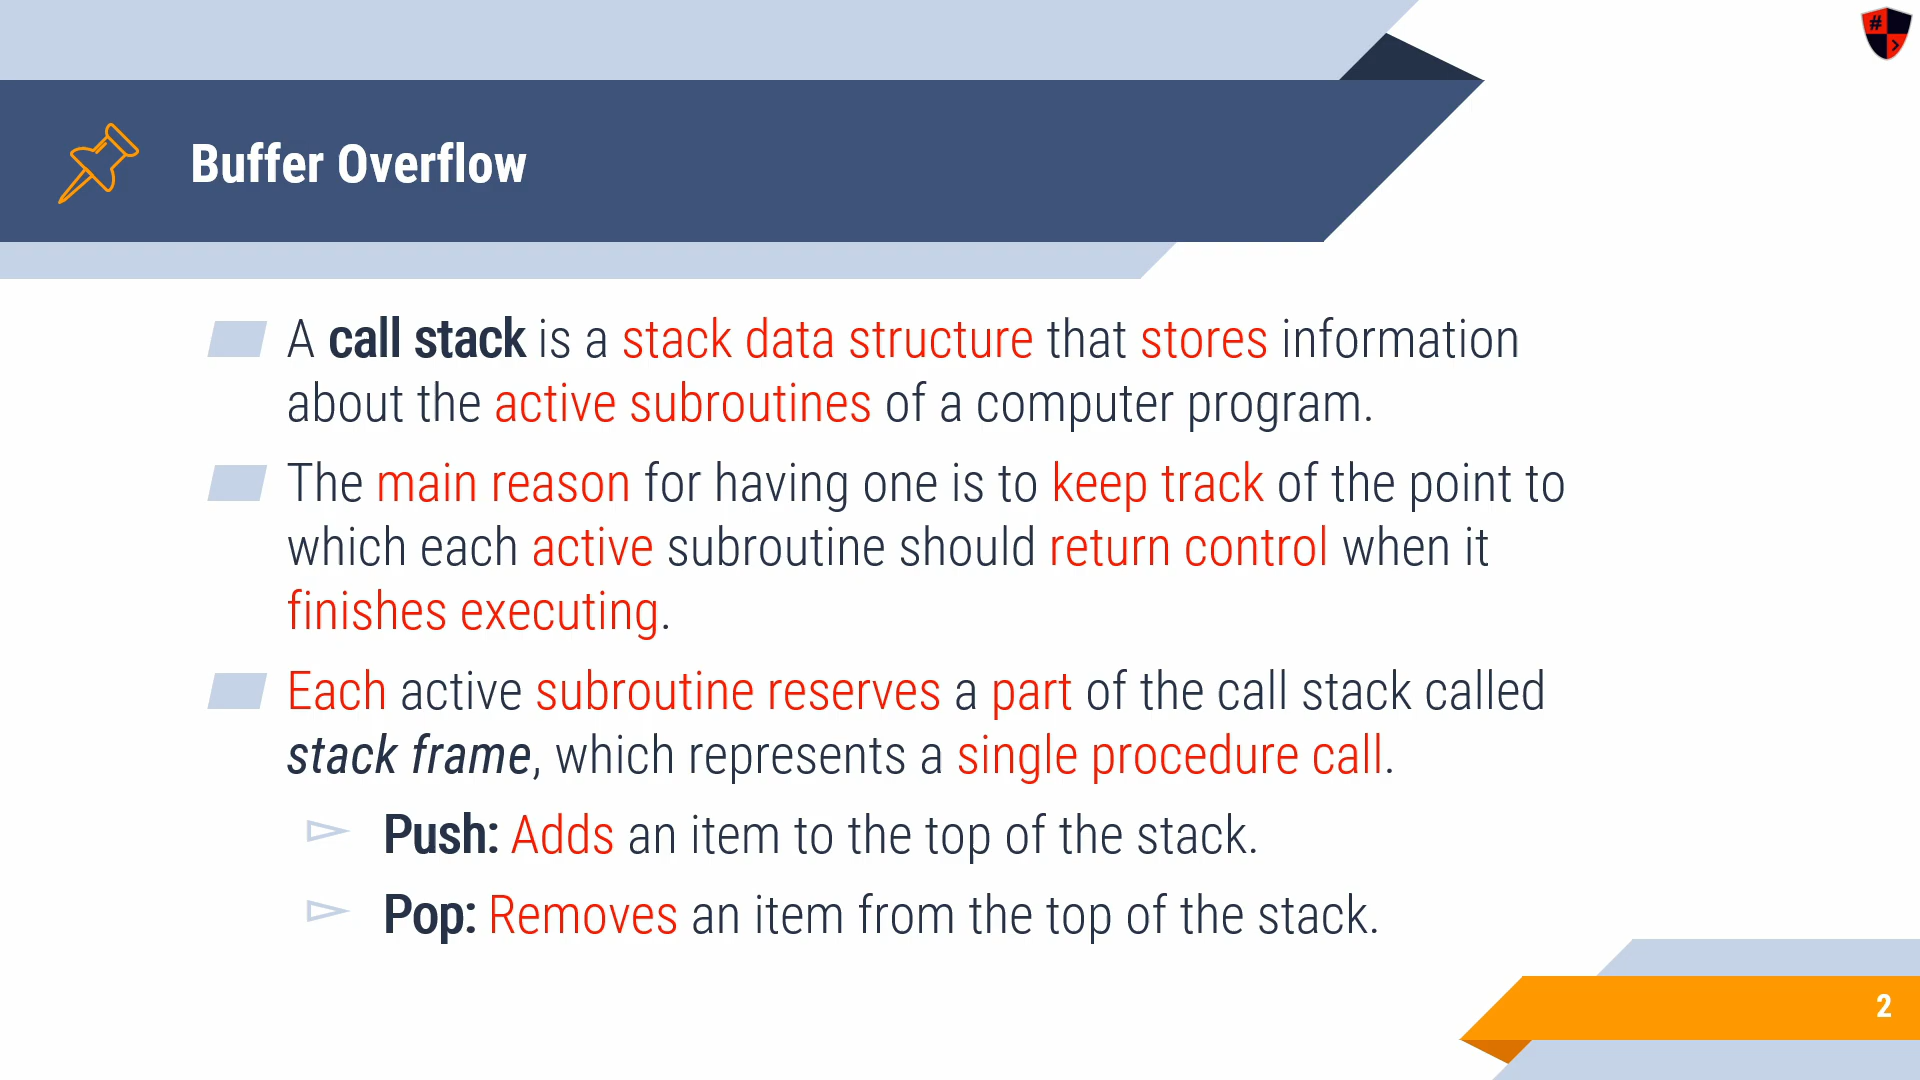 #
>
Buffer Overflow
A call stack is a stack data structure that stores information
about the active subroutines of a computer program.
The main reason for having one is to keep track of the point to
which each active subroutine should return control when it
finishes executing.
Each active subroutine reserves a part of the call stack called
stack frame, which represents a single procedure call.
Push: Adds an item to the top of the stack.
Pop: Removes an item from the top of the stack.
2